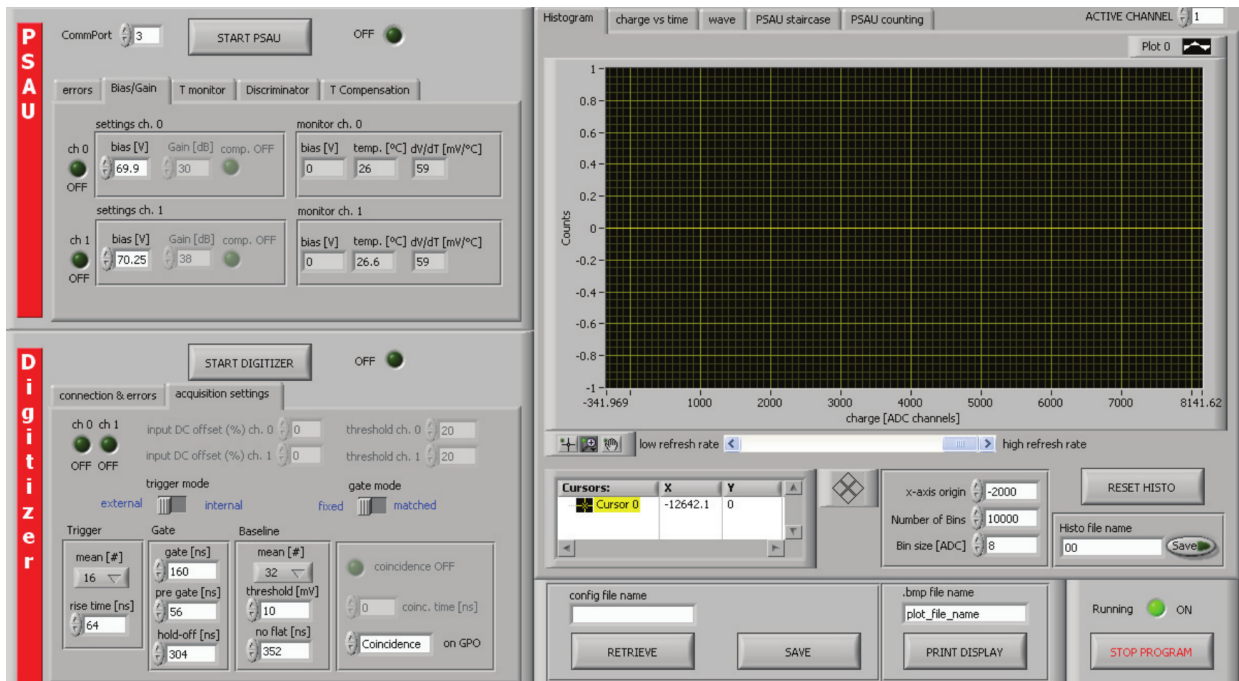 PSAU
CommPort 3 START PSAU OFF
errors Bias/Gain T monitor Discriminator T Compensation
settings ch. 0 monitor ch. 0
ch 0 bias [V] Gain [dB] comp. OFF bias [V] temp. [ºC] dV/dT [mV/ºC]
69.9 30 0 26 59
OFF
settings ch. 1 monitor ch. 1
ch 1 bias [V] Gain [dB] comp. OFF bias [V] temp. [ºC] dV/dT [mV/ºC]
70.25 38 0 26.6 59
OFF
Digitizer
START DIGITIZER OFF
connection & errors acquisition settings
ch 0 ch 1 input DC offset (%) ch. 0 0 threshold ch. 0 20
OFF OFF input DC offset (%) ch. 1 0 threshold ch. 1 20
trigger mode gate mode
external internal fixed matched
Trigger Gate Baseline
mean [#] gate [ns] mean [#]
16 160 32 coincidence OFF
rise time [ns] pre gate [ns] threshold [mV]
64 56 10 0 coinc. time [ns]
hold-off [ns] no flat [ns]
304 352 Coincidence on GPO
Histogram charge vs time wave PSAU staircase PSAU counting ACTIVE CHANNEL 1
Plot 0
1
0.8
0.6
0.4
0.2
0
-0.2
-0.4
-0.6
-0.8
-1
Counts
-341.969 1000 2000 3000 4000 5000 6000 7000 8141.62
charge [ADC channels]
low refresh rate high refresh rate
Cursors: X Y
Cursor 0 -12642.1 0
x-axis origin -2000
Number of Bins 10000
Bin size [ADC] 8
RESET HISTO
Histo file name
00 Save
config file name
RETRIEVE SAVE
.bmp file name
plot_file_name
PRINT DISPLAY
Running ON
STOP PROGRAM